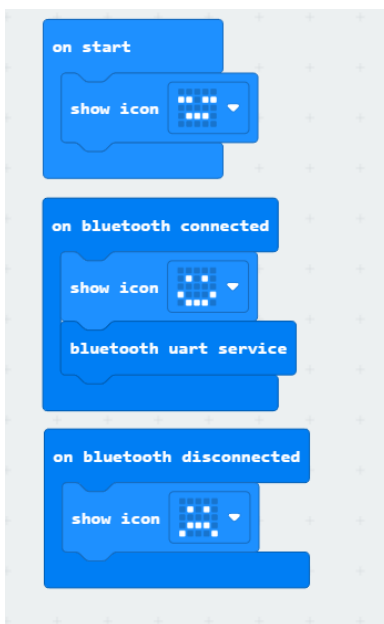 on start
show icon
on bluetooth connected
show icon
bluetooth uart service
on bluetooth disconnected
show icon